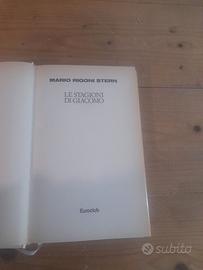 MARIO RIGONI STERN
LE STAGIONI
DI GIACOMO
Euroclub
subito